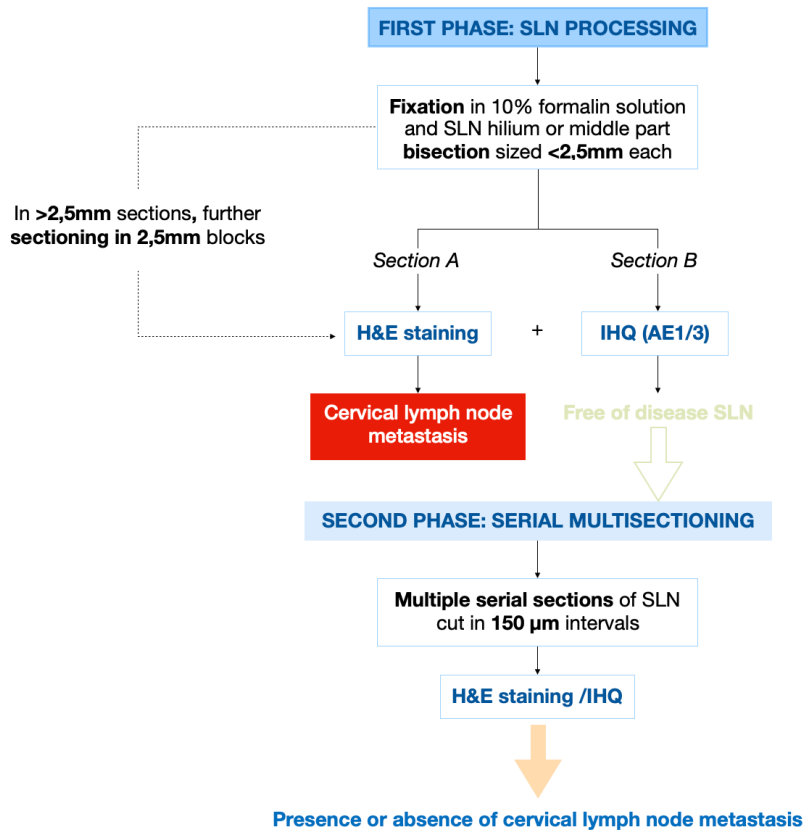 FIRST PHASE: SLN PROCESSING
Fixation in 10% formalin solution
and SLN hilium or middle part
bisection sized <2,5mm each
In >2,5mm sections, further
sectioning in 2,5mm blocks
Section A
Section B
H&E staining
+
IHQ (AE1/3)
Cervical lymph node
metastasis
Free of disease SLN
SECOND PHASE: SERIAL MULTISECTIONING
Multiple serial sections of SLN
cut in 150 µm intervals
H&E staining /IHQ
Presence or absence of cervical lymph node metastasis